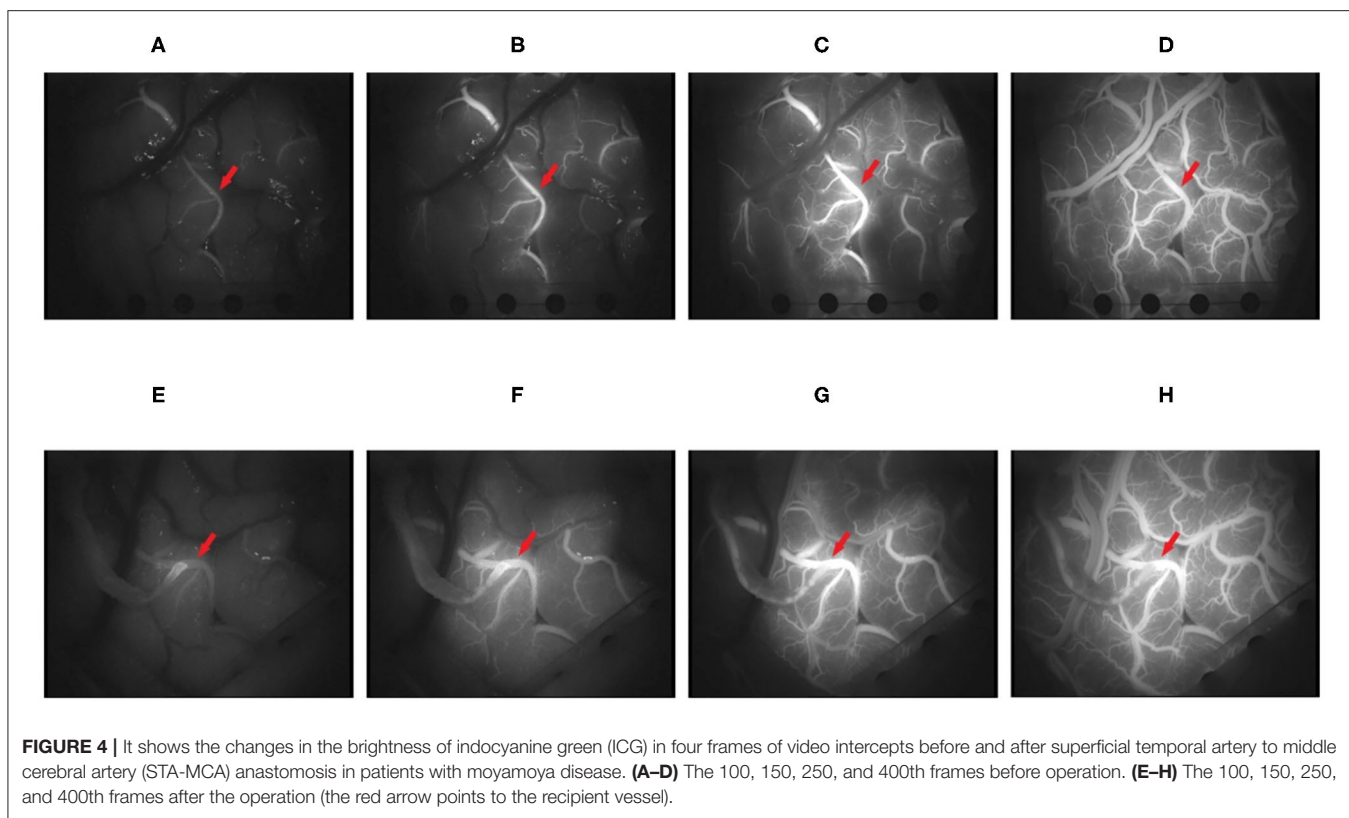 A B C D
E F G H
FIGURE 4 | It shows the changes in the brightness of indocyanine green (ICG) in four frames of video intercepts before and after superficial temporal artery to middle
cerebral artery (STA-MCA) anastomosis in patients with moyamoya disease. (A–D) The 100, 150, 250, and 400th frames before operation. (E–H) The 100, 150, 250,
and 400th frames after the operation (the red arrow points to the recipient vessel).